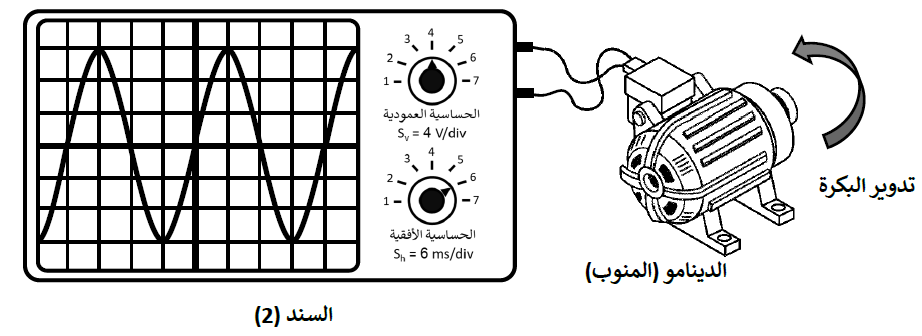 1 2 3 4 5 6 7
الحساسية العمودية
Sv = 4 V/div
1 2 3 4 5 6 7
الحساسية الأفقية
Sh = 6 ms/div
تدوير البكرة
الدينامو (المنوب)
السند (2)